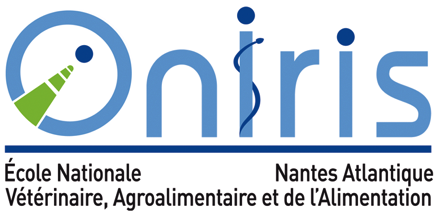 Oniris
École Nationale Nantes Atlantique
Vétérinaire, Agroalimentaire et de l'Alimentation